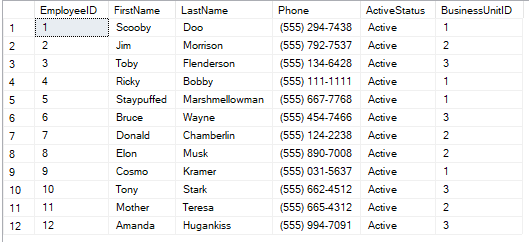 EmployeeID FirstName LastName Phone ActiveStatus BusinessUnitID
1 1 Scooby Doo (555) 294-7438 Active 1
2 2 Jim Morrison (555) 792-7537 Active 2
3 3 Toby Flenderson (555) 134-6428 Active 3
4 4 Ricky Bobby (555) 111-1111 Active 1
5 5 Staypuffed Marshmellowman (555) 667-7768 Active 1
6 6 Bruce Wayne (555) 454-7466 Active 3
7 7 Donald Chamberlin (555) 124-2238 Active 2
8 8 Elon Musk (555) 890-7008 Active 2
9 9 Cosmo Kramer (555) 031-5637 Active 1
10 10 Tony Stark (555) 662-4512 Active 3
11 11 Mother Teresa (555) 665-4312 Active 2
12 12 Amanda Hugankiss (555) 994-7091 Active 3